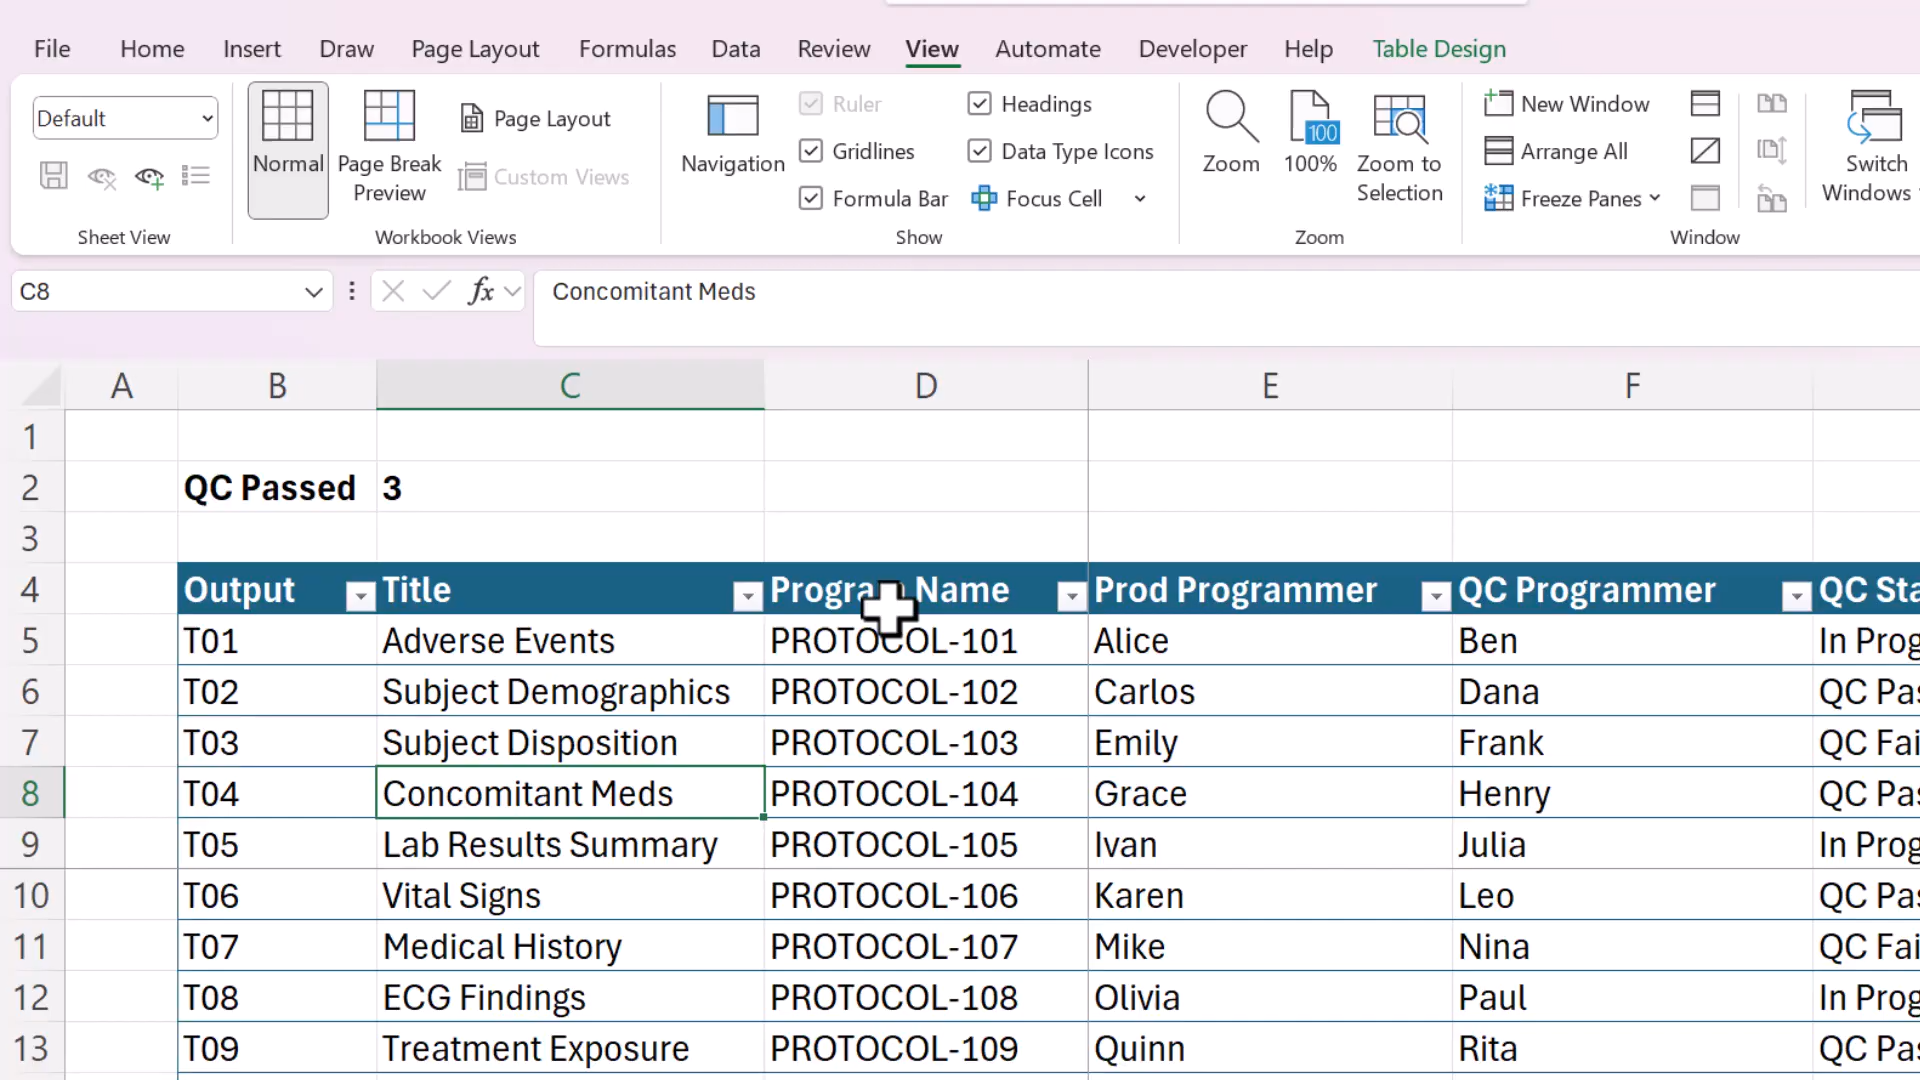 File Home Insert Draw Page Layout Formulas Data Review View Automate Developer Help Table Design
Default
Normal
Page Break Preview
Page Layout
Custom Views
Navigation
Ruler
Gridlines
Formula Bar
Headings
Data Type Icons
Focus Cell
Zoom
100
100%
Zoom to Selection
New Window
Arrange All
Freeze Panes
Switch Windows
Sheet View Workbook Views Show Zoom Window
C8 fx Concomitant Meds
A B C D E F
1
2 QC Passed 3
3
4 Output Title Program Name Prod Programmer QC Programmer QC Sta
5 T01 Adverse Events PROTOCOL-101 Alice Ben In Prog
6 T02 Subject Demographics PROTOCOL-102 Carlos Dana QC Pas
7 T03 Subject Disposition PROTOCOL-103 Emily Frank QC Fai
8 T04 Concomitant Meds PROTOCOL-104 Grace Henry QC Pas
9 T05 Lab Results Summary PROTOCOL-105 Ivan Julia In Prog
10 T06 Vital Signs PROTOCOL-106 Karen Leo QC Pas
11 T07 Medical History PROTOCOL-107 Mike Nina QC Fai
12 T08 ECG Findings PROTOCOL-108 Olivia Paul In Prog
13 T09 Treatment Exposure PROTOCOL-109 Quinn Rita QC Pas